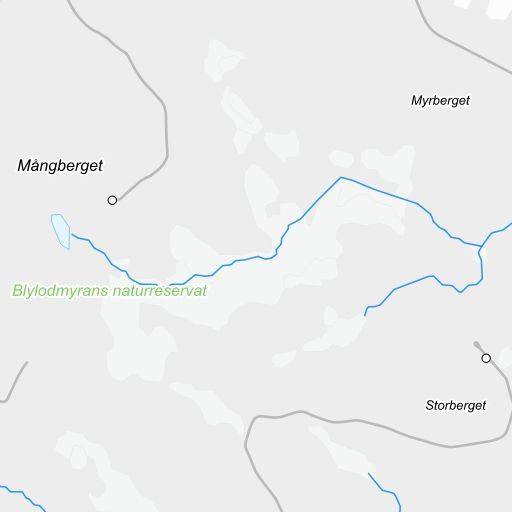 Myrberget
Mångberget
Blylodmyrans naturreservat
Storberget